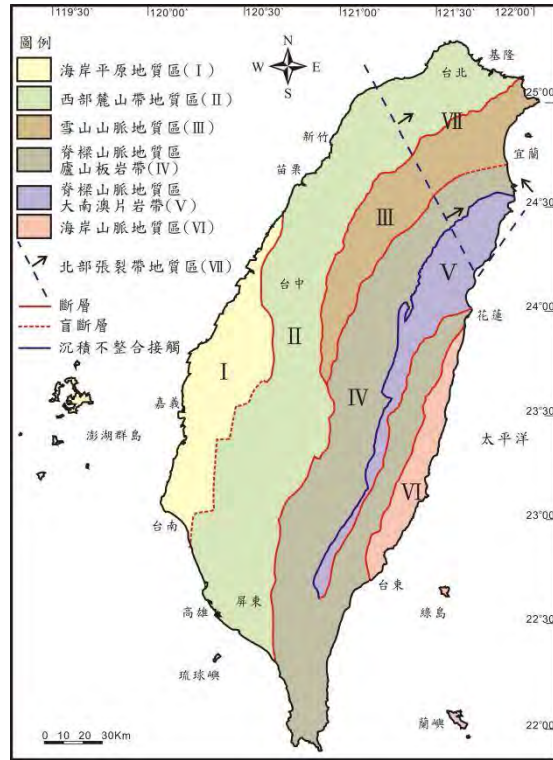 119.30
120.00
120.30
121.00
121.30
122.00
圖例
海岸平原地質區(Ⅰ)
西部麓山帶地質區(Ⅱ)
雪山山脈地質區(Ⅲ)
脊樑山脈地質區
廬山板岩帶(Ⅳ)
脊樑山脈地質區
大南澳片岩帶(Ⅴ)
海岸山脈地質區(Ⅵ)
北部張裂帶地質區(Ⅶ)
斷層
盲斷層
沉積不整合接觸
N
W
E
S
基隆
台北
25°00'
新竹
Ⅶ
宜蘭
苗栗
24°30'
Ⅲ
Ⅴ
台中
花蓮
24°00'
Ⅱ
Ⅰ
Ⅳ
嘉義
23°30'
澎湖群島
太平洋
Ⅵ
台南
23°00'
台東
屏東
綠島
高雄
22°30'
琉球嶼
蘭嶼
22°00'
0 10 20 30Km